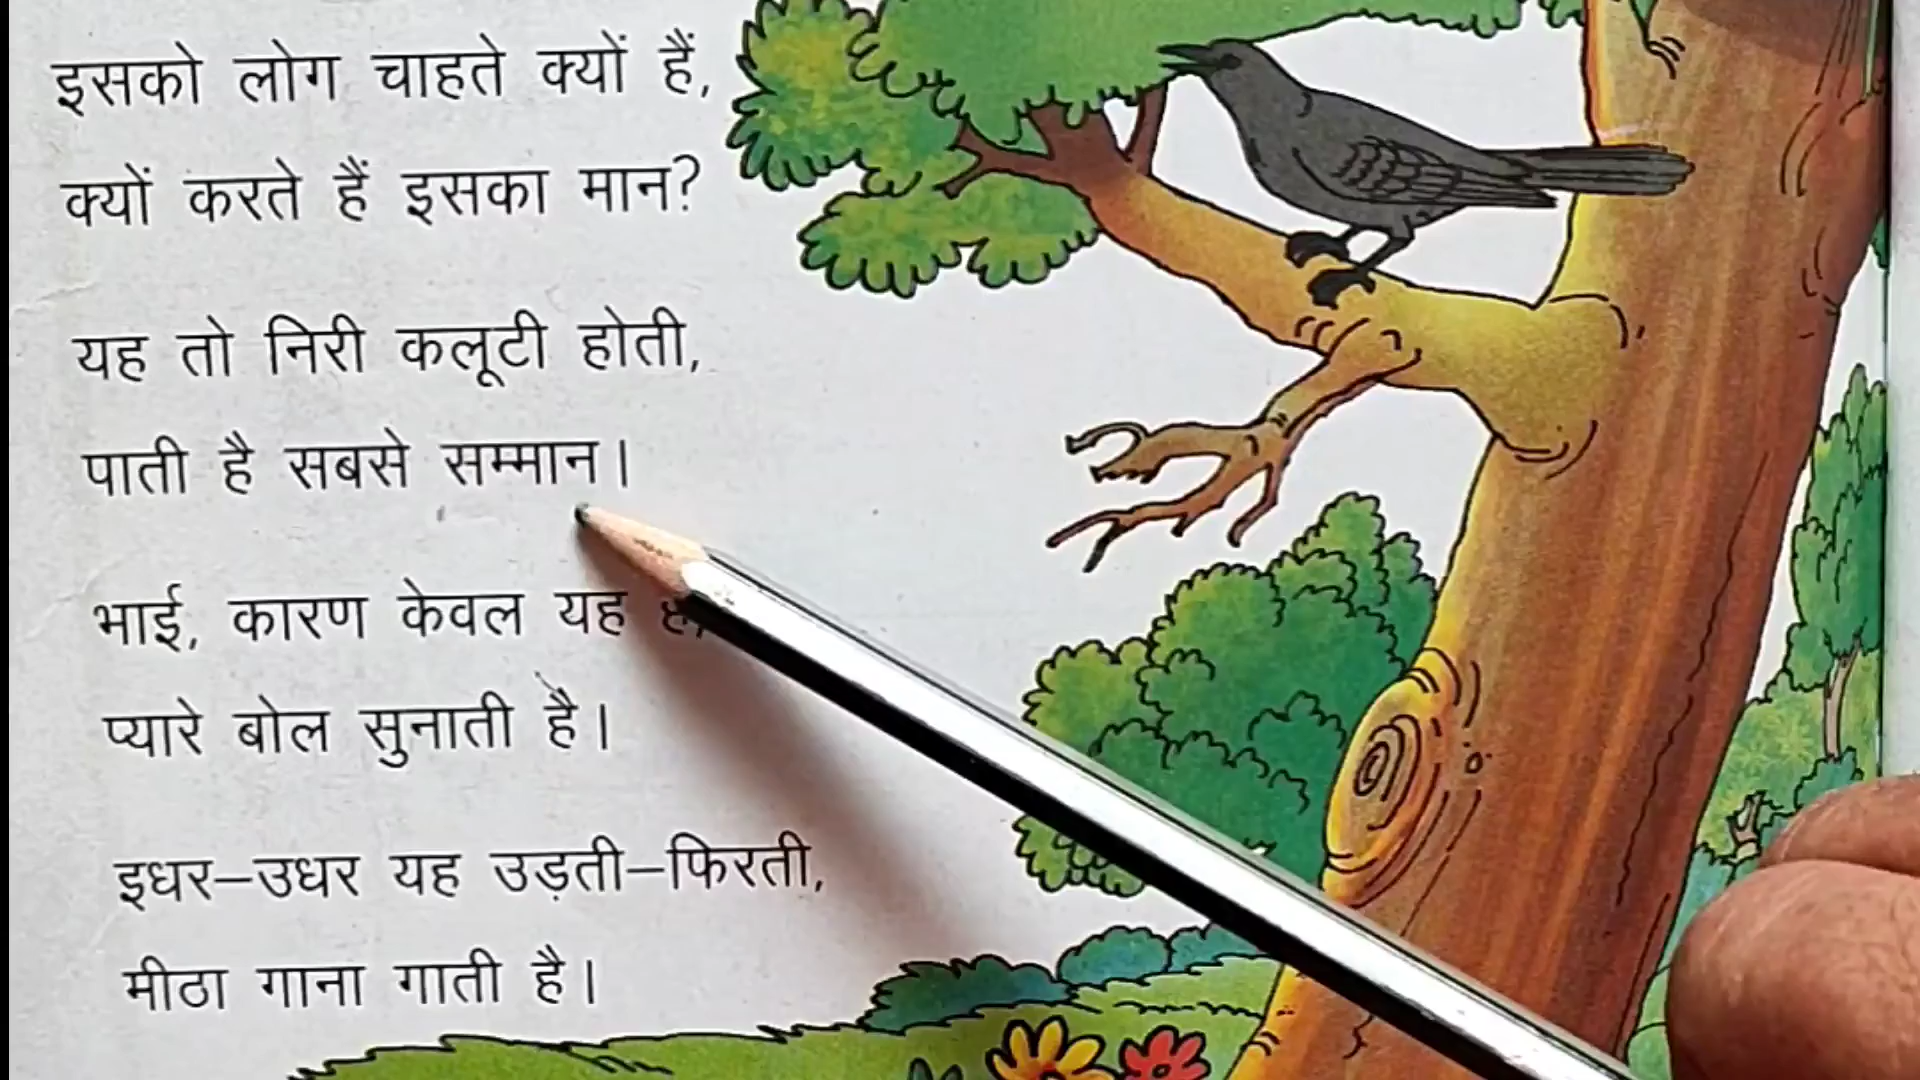 इसको लोग चाहते क्यों हैं,
क्यों करते हैं इसका मान?
यह तो निरी कलूटी होती,
पाती है सबसे सम्मान।
भाई, कारण केवल यह
प्यारे बोल सुनाती है।
इधर–उधर यह उड़ती–फिरती,
मीठा गाना गाती है।